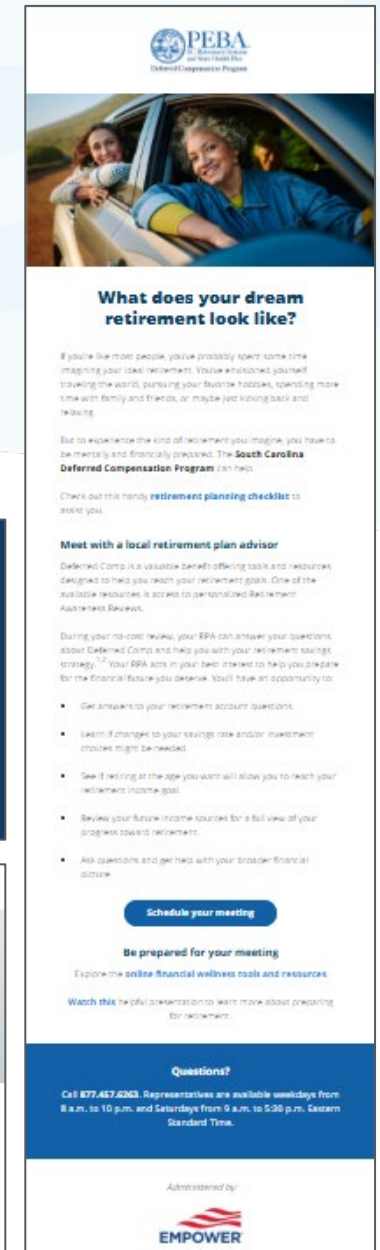 PEBA
Deferred Compensation Program
What does your dream
retirement look like?
If you're like most people, you've probably spent some time
imagining your ideal retirement. You've envisioned yourself
traveling the world, pursuing your favorite hobbies, spending more
time with family and friends, or maybe just kicking back and
relaxing.
But to experience the kind of retirement you imagine, you have to
be mentally and financially prepared. The South Carolina
Deferred Compensation Program can help.
Check out this handy retirement planning checklist to
assist you.
Meet with a local retirement plan advisor
Deferred Comp is a valuable benefit offering tools and resources
designed to help you reach your retirement goals. One of the
available resources is access to personalized Retirement
Awareness Reviews.
During your no-cost review, your RPA can answer your questions
about Deferred Comp and help you with your retirement savings
strategy.1,2 Your RPA acts in your best interest to help you prepare
for the financial future you deserve. You'll have an opportunity to:
▪ Get answers to your retirement account questions.
▪ Learn if changes to your savings rate and/or investment
choices might be needed.
▪ See if retiring at the age you want will allow you to reach your
retirement income goal.
▪ Review your future income sources for a full view of your
progress toward retirement.
▪ Ask questions and get help with your broader financial
picture.
Schedule your meeting
Be prepared for your meeting
Explore the online financial wellness tools and resources.
Watch this helpful presentation to learn more about preparing
for retirement.
Questions?
Call 877.457.6263. Representatives are available weekdays from
8 a.m. to 10 p.m. and Saturdays from 9 a.m. to 5:30 p.m. Eastern
Standard Time.
Administered by:
EMPOWER